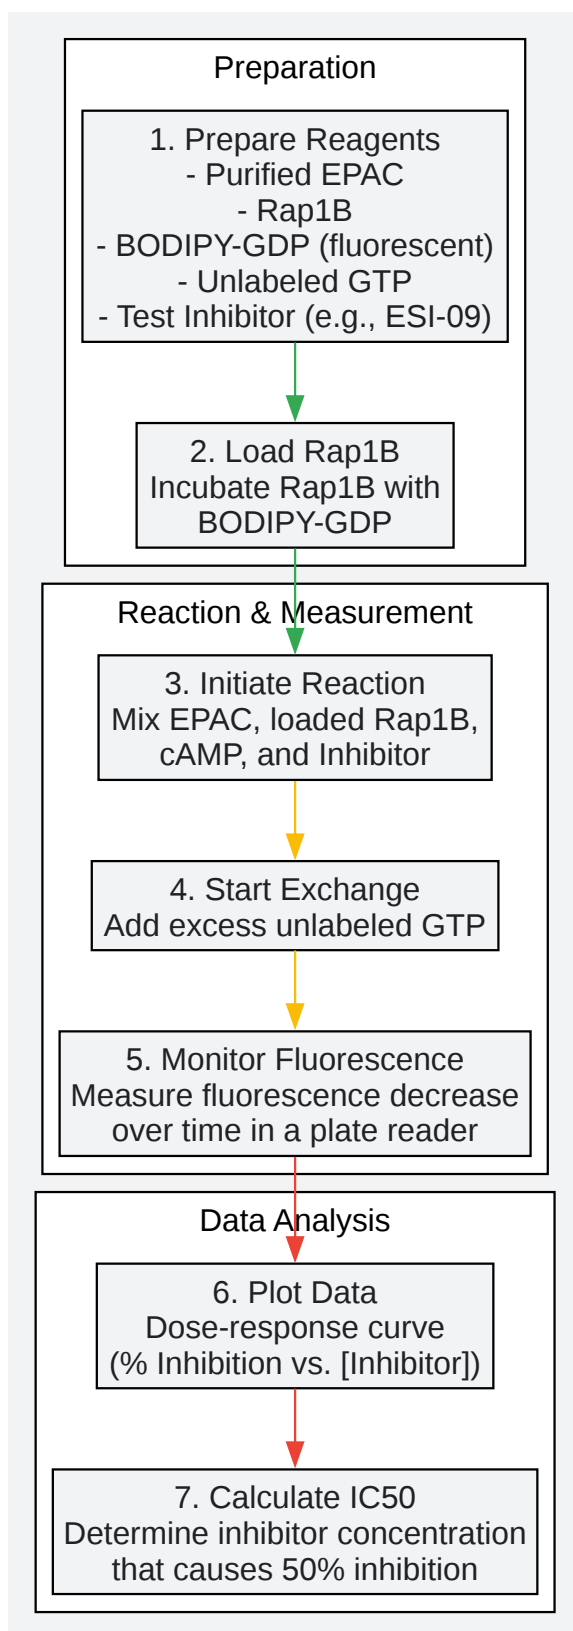 Preparation
1. Prepare Reagents
- Purified EPAC
- Rap1B
- BODIPY-GDP (fluorescent)
- Unlabeled GTP
- Test Inhibitor (e.g., ESI-09)
2. Load Rap1B
Incubate Rap1B with
BODIPY-GDP
Reaction & Measurement
3. Initiate Reaction
Mix EPAC, loaded Rap1B,
cAMP, and Inhibitor
4. Start Exchange
Add excess unlabeled GTP
5. Monitor Fluorescence
Measure fluorescence decrease
over time in a plate reader
Data Analysis
6. Plot Data
Dose-response curve
(% Inhibition vs. [Inhibitor])
7. Calculate IC50
Determine inhibitor concentration
that causes 50% inhibition